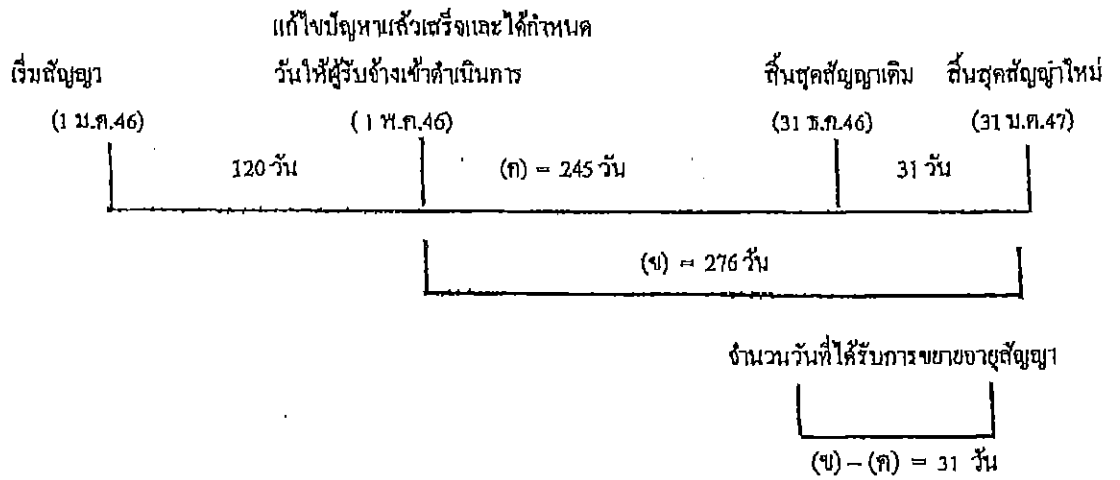 แก้ไขปัญหาแล้วเสร็จและได้กำหนด
เริ่มสัญญา วันให้ผู้รับจ้างเข้าดำเนินการ สิ้นสุดสัญญาเดิม สิ้นสุดสัญญาใหม่
(1 ม.ค.46) (1 พ.ค.46) (31 ธ.ค.46) (31 ม.ค.47)
120 วัน (ค) = 245 วัน 31 วัน
(ข) = 276 วัน
จำนวนวันที่ได้รับการขยายอายุสัญญา
(ข) – (ค) = 31 วัน